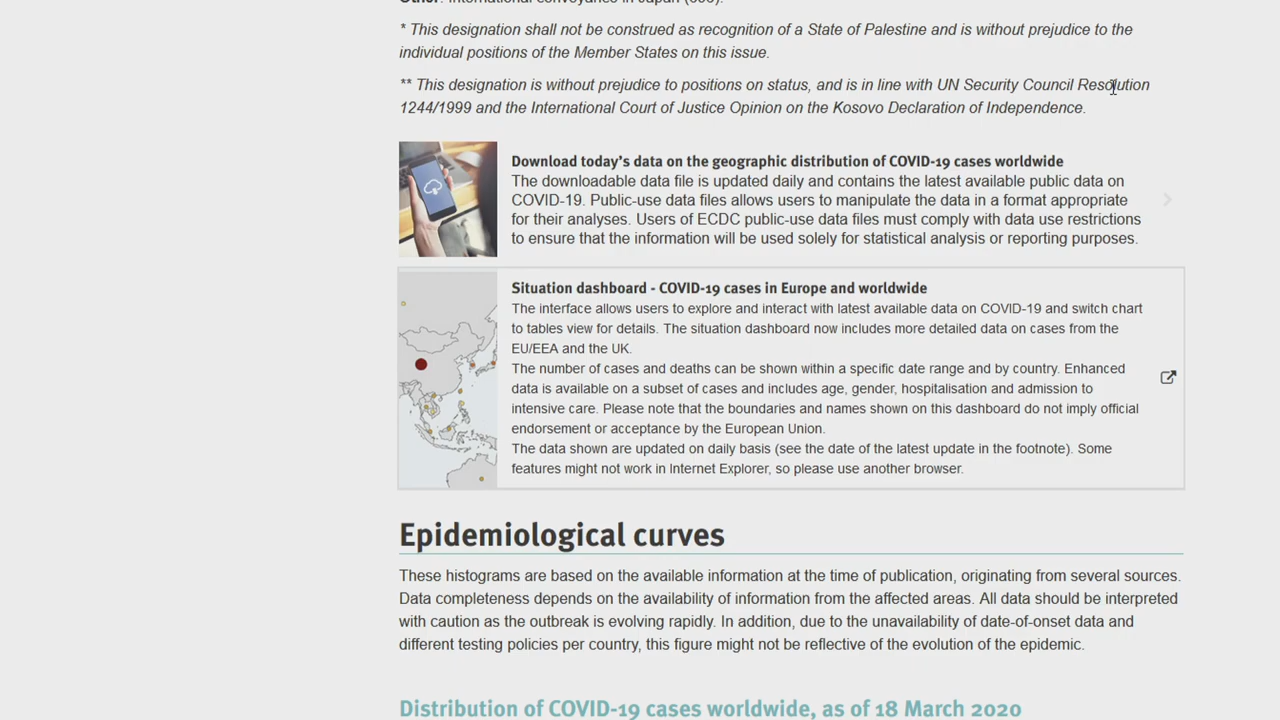 * This designation shall not be construed as recognition of a State of Palestine and is without prejudice to the
individual positions of the Member States on this issue.
** This designation is without prejudice to positions on status, and is in line with UN Security Council Resolution
1244/1999 and the International Court of Justice Opinion on the Kosovo Declaration of Independence.
Download today's data on the geographic distribution of COVID-19 cases worldwide
The downloadable data file is updated daily and contains the latest available public data on
COVID-19. Public-use data files allows users to manipulate the data in a format appropriate
for their analyses. Users of ECDC public-use data files must comply with data use restrictions
to ensure that the information will be used solely for statistical analysis or reporting purposes.
Situation dashboard - COVID-19 cases in Europe and worldwide
The interface allows users to explore and interact with latest available data on COVID-19 and switch chart
to tables view for details. The situation dashboard now includes more detailed data on cases from the
EU/EEA and the UK.
The number of cases and deaths can be shown within a specific date range and by country. Enhanced
data is available on a subset of cases and includes age, gender, hospitalisation and admission to
intensive care. Please note that the boundaries and names shown on this dashboard do not imply official
endorsement or acceptance by the European Union.
The data shown are updated on daily basis (see the date of the latest update in the footnote). Some
features might not work in Internet Explorer, so please use another browser.
Epidemiological curves
These histograms are based on the available information at the time of publication, originating from several sources.
Data completeness depends on the availability of information from the affected areas. All data should be interpreted
with caution as the outbreak is evolving rapidly. In addition, due to the unavailability of date-of-onset data and
different testing policies per country, this figure might not be reflective of the evolution of the epidemic.
Distribution of COVID-19 cases worldwide, as of 18 March 2020